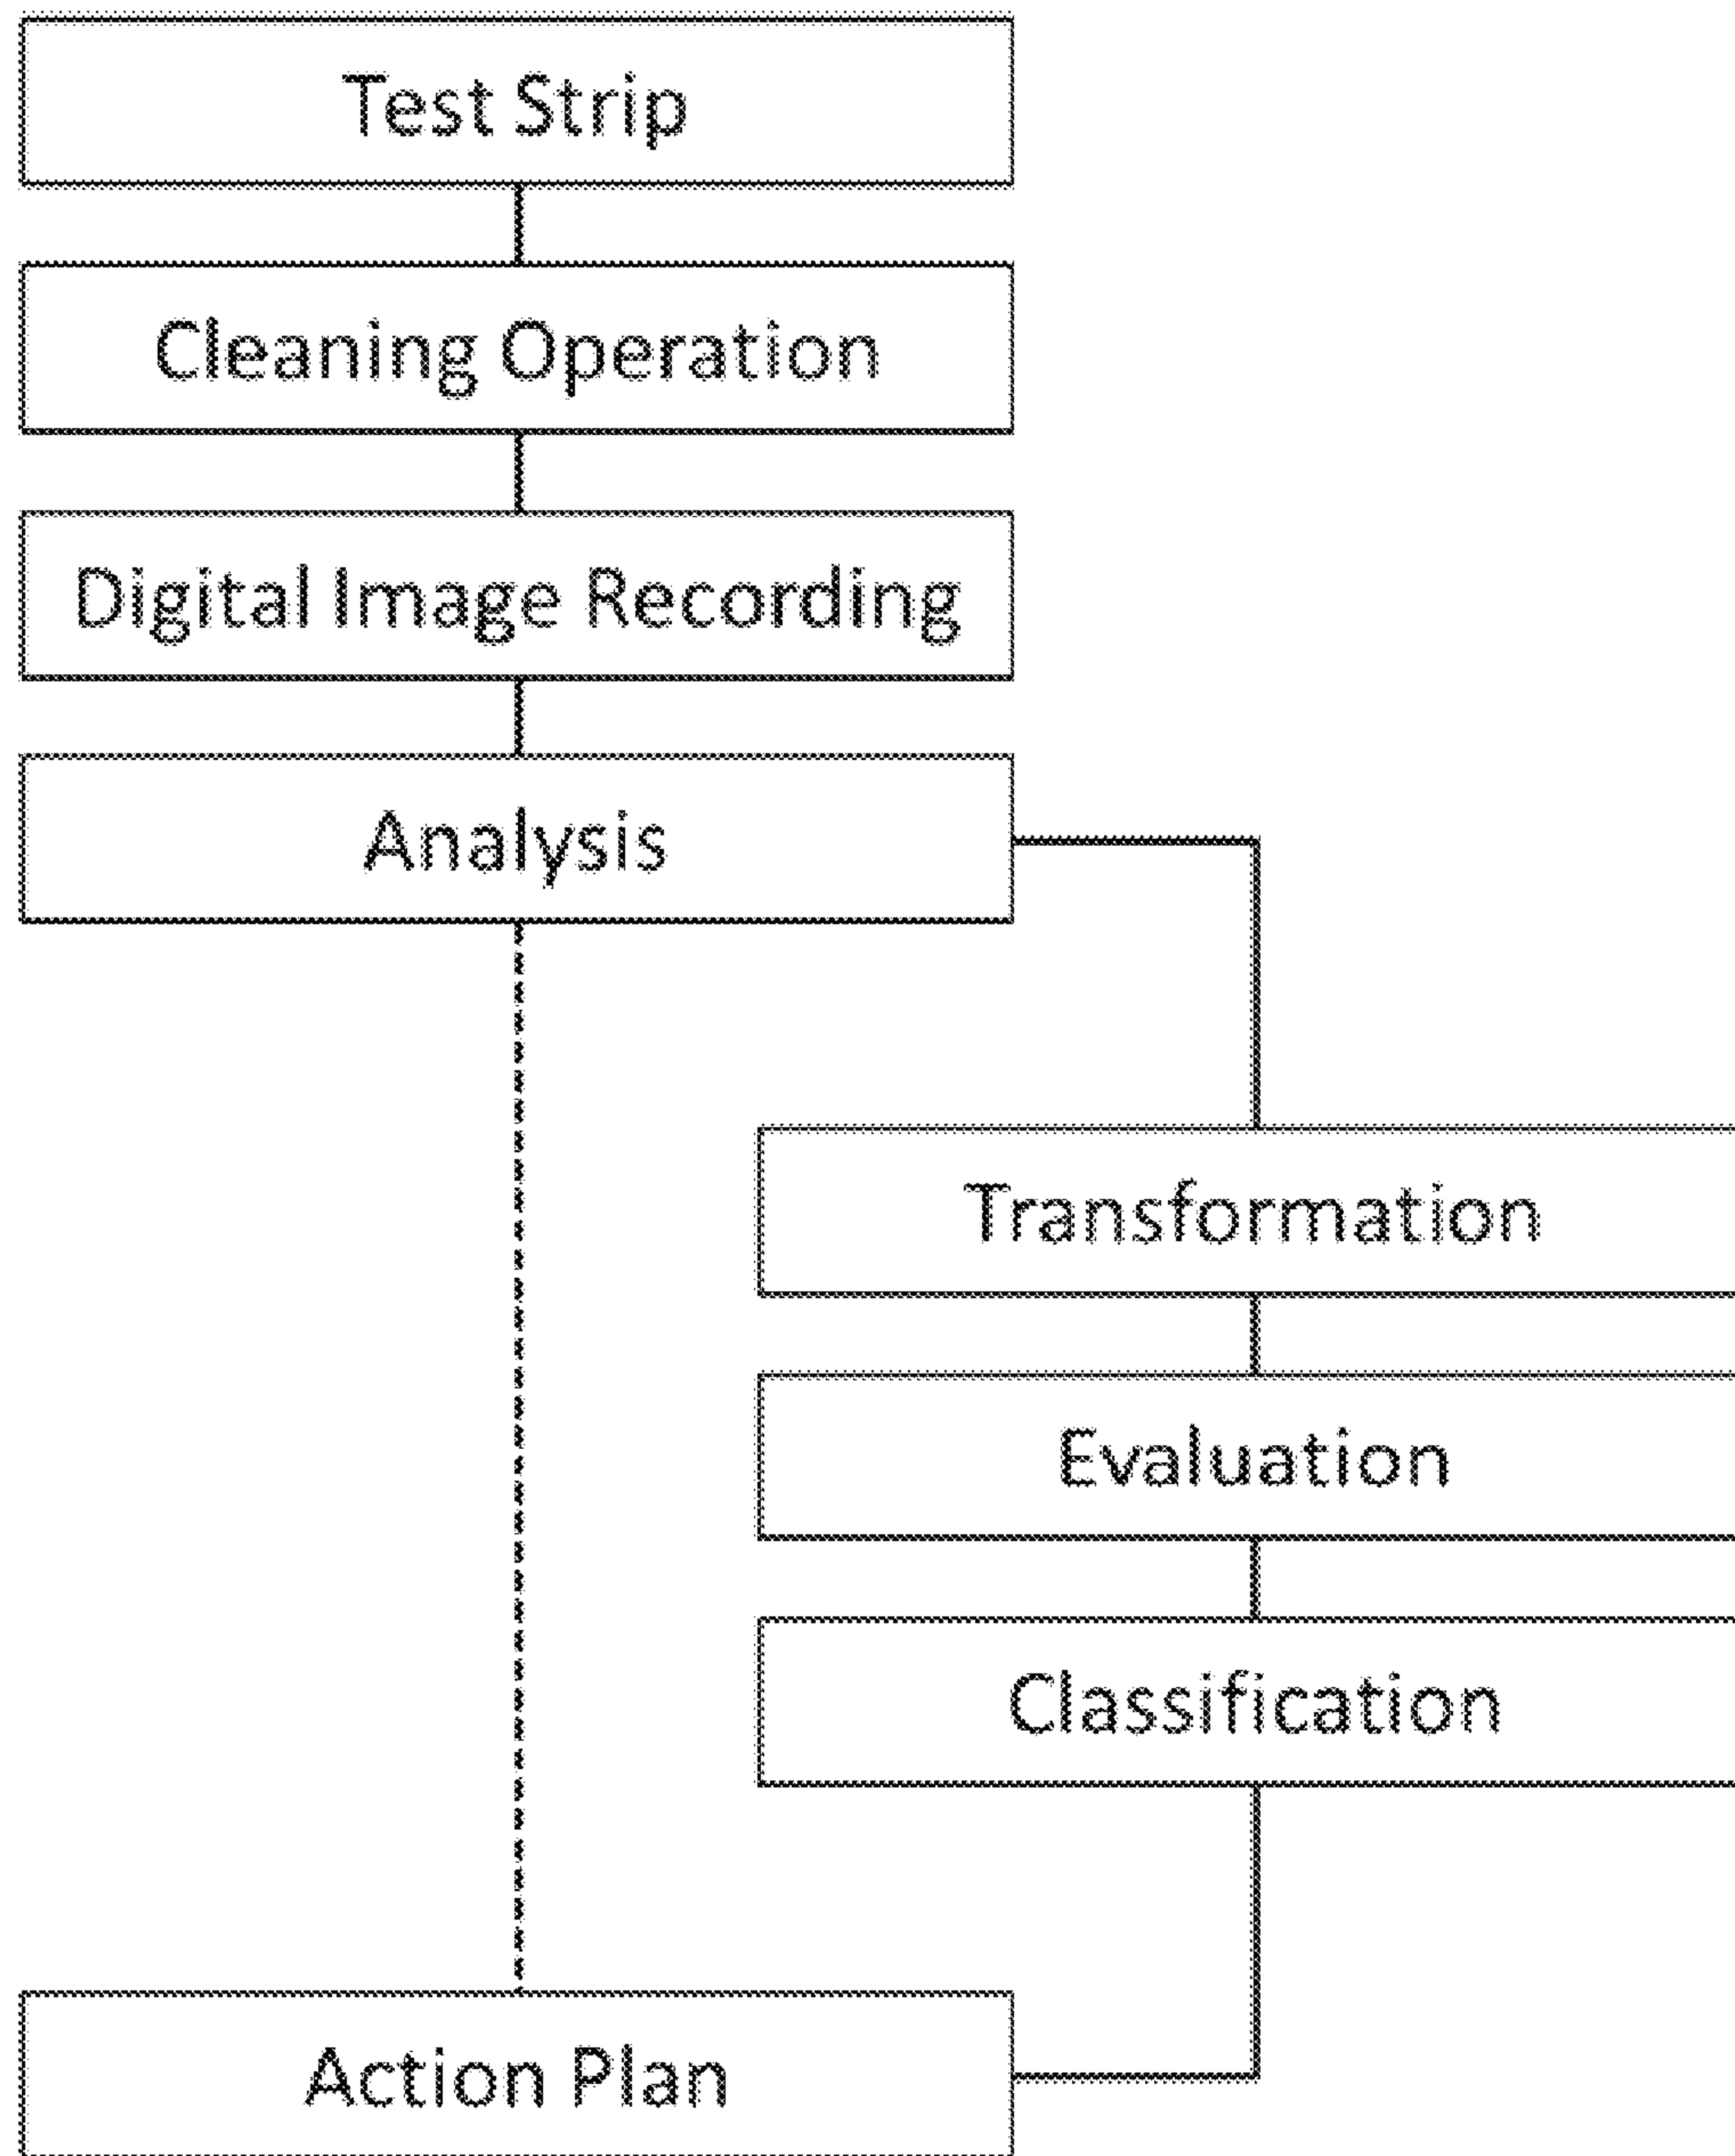 Test Strip
Cleaning Operation
Digital Image Recording
Analysis
Transformation
Evaluation
Classification
Action Plan